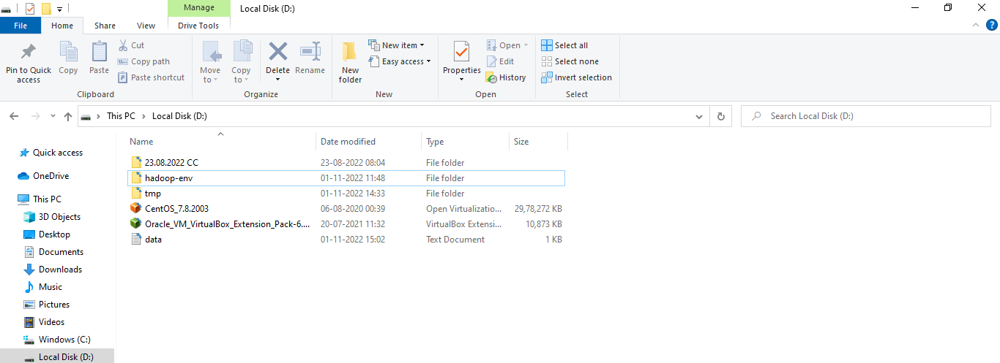 Manage
Local Disk (D:)
File
Home
Share
View
Drive Tools
?
Pin to Quick access
Copy
Paste
Cut
Copy path
Paste shortcut
Clipboard
Move to
Copy to
Delete
Rename
Organize
New folder
New item
Easy access
New
Properties
Open
Edit
History
Open
Select all
Select none
Invert selection
Select
This PC > Local Disk (D:)
Search Local Disk (D:)
Name Date modified Type Size
23.08.2022 CC 23-08-2022 08:04 File folder
hadoop-env 01-11-2022 11:48 File folder
tmp 01-11-2022 14:33 File folder
CentOS_7.8.2003 06-08-2020 00:39 Open Virtualizatio... 29,78,272 KB
Oracle_VM_VirtualBox_Extension_Pack-6.... 20-07-2021 11:32 VirtualBox Extensi... 10,873 KB
data 01-11-2022 15:02 Text Document 1 KB
Quick access
OneDrive
This PC
3D Objects
Desktop
Documents
Downloads
Music
Pictures
Videos
Windows (C:)
Local Disk (D:)